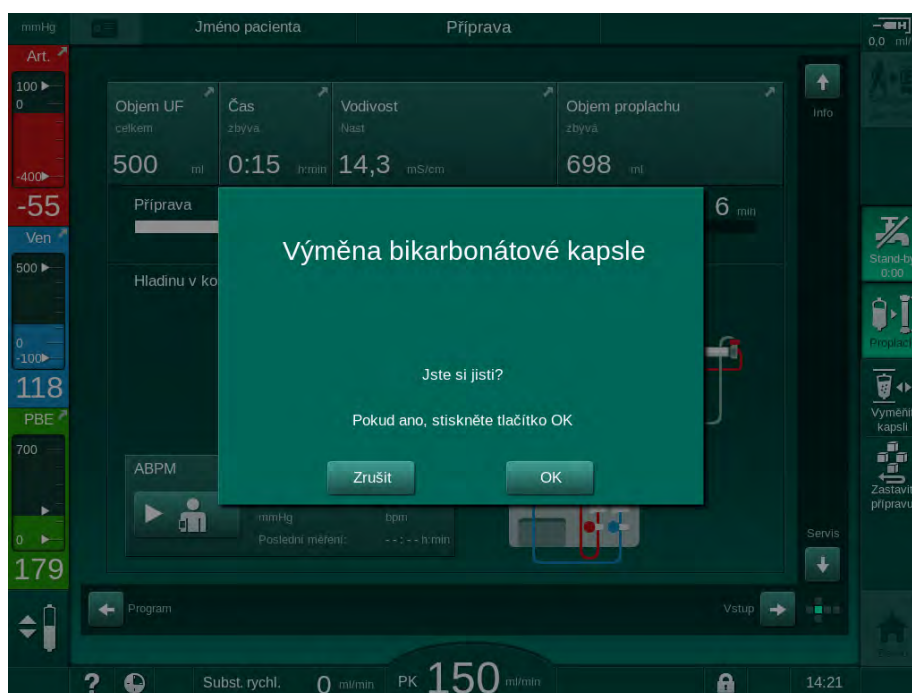 mmHg
Jméno pacienta
Příprava
0,0 ml/
Art.
100
0
-400
-55
Ven
500
0
-100
118
PBE
700
0
179
Objem UF
celkem
500 ml
Čas
zbývá
0:15 h:min
Vodivost
Nast
14,3 mS/cm
Objem proplachu
zbývá
698 ml
Info
Příprava
6 min
Hladinu v ko
Výměna bikarbonátové kapsle
Jste si jisti?
Pokud ano, stiskněte tlačítko OK
Zrušit
OK
ABPM
mmHg
bpm
Poslední měření:
--:-- h:min
Stand-by
0:00
Proplach
Vyměnit
kapsli
Zastavit
přípravu
Servis
Program
Vstup
?
Subst. rychl.
0 ml/min
PK 150 ml/min
14:21